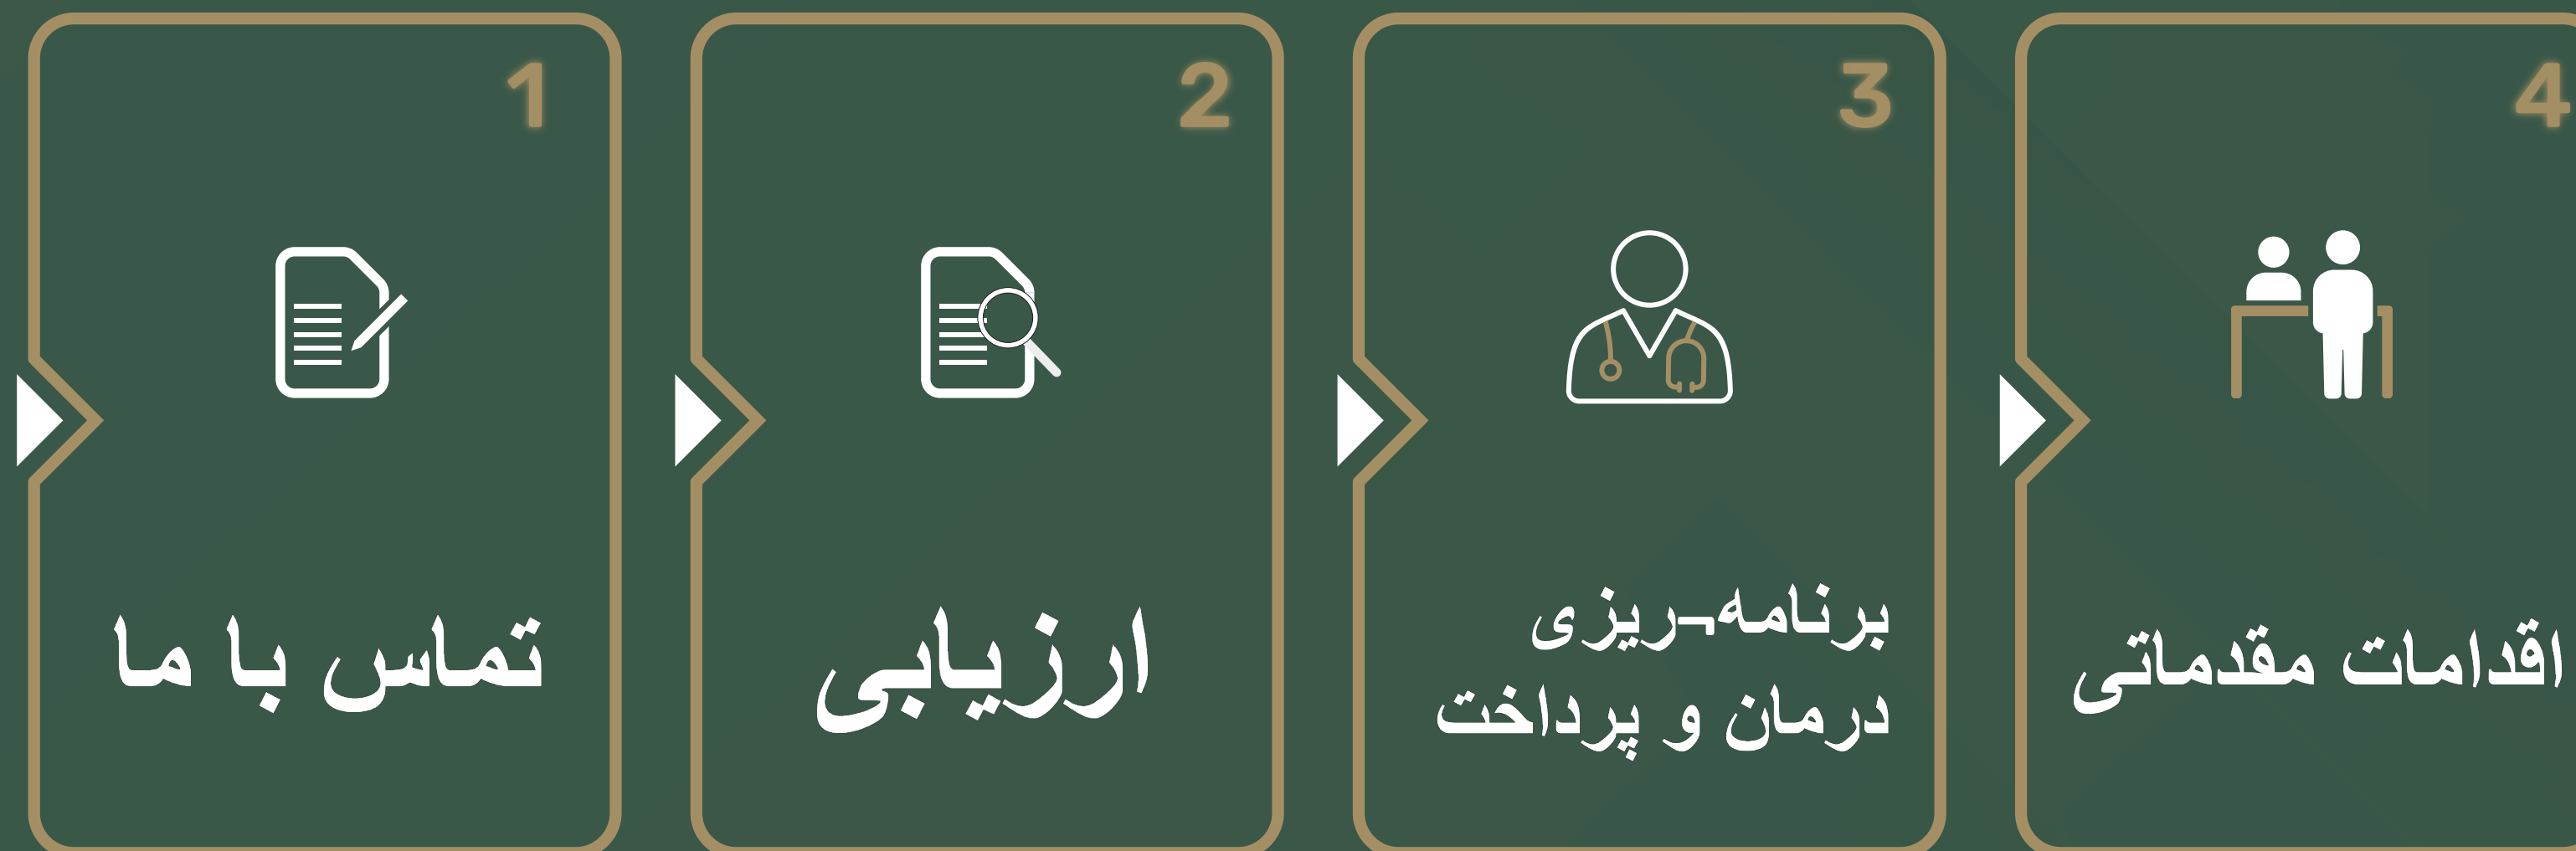 1
تماس با ما
2
ارزیابی
3
برنامه-ریزی
درمان و پرداخت
4
اقدامات مقدماتی